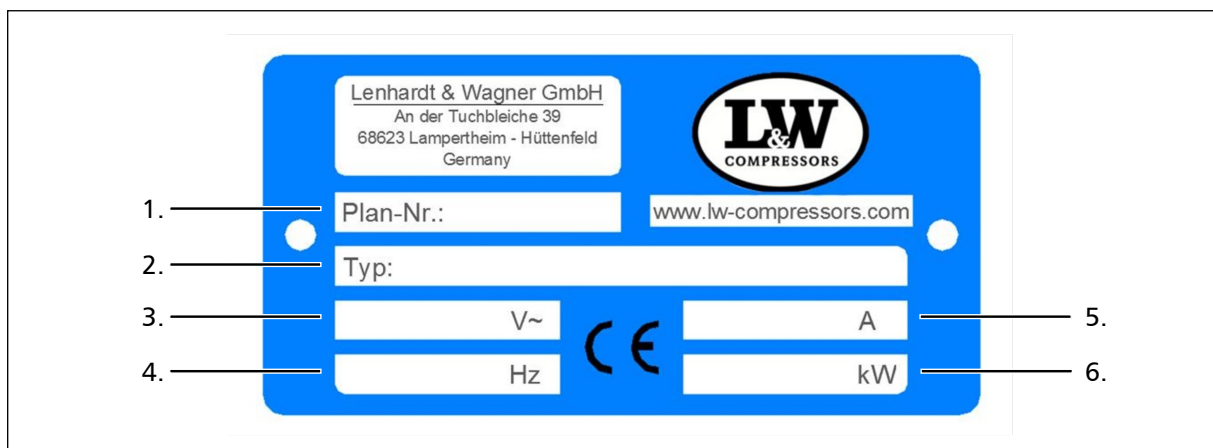 Lenhardt & Wagner GmbH
An der Tuchbleiche 39
68623 Lampertheim - Hüttenfeld
Germany
L&W
COMPRESSORS
1.
Plan-Nr.:
www.lw-compressors.com
2.
Typ:
3.
V~
CE
A
5.
4.
Hz
kW
6.